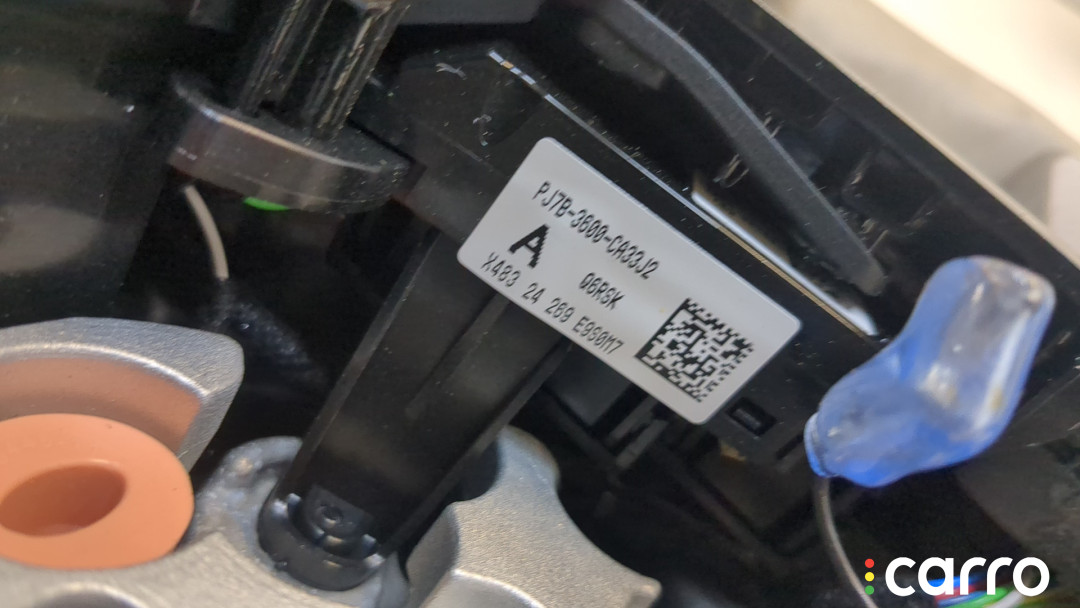 PJ7B-3600-CA33J2
A
06RSK
X483 24 269 E9S0M7
carro